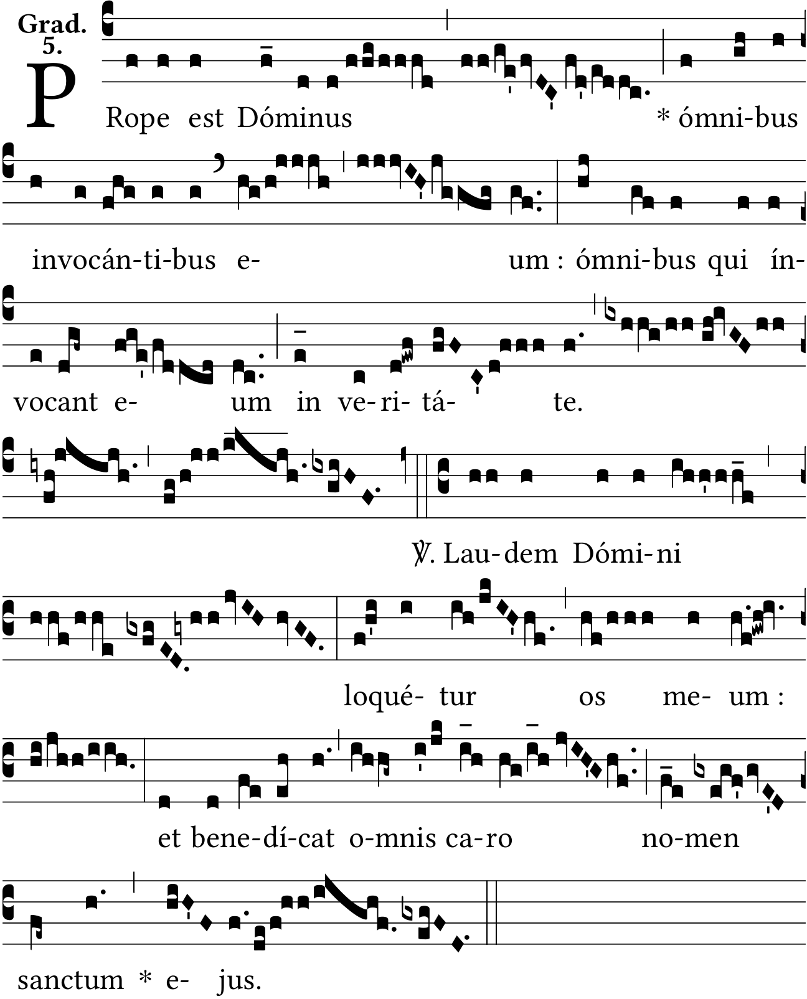 Grad.
5.
PRope est Dóminus * ómni-bus
invocán-ti-bus e- um : ómni-bus qui ín-
vocant e- um in ve-ri-tá- te.
℣. Lau-dem Dómi-ni
loqué- tur os me- um :
et bene-dí-cat o-mnis ca-ro no-men
sanctum * e- jus.